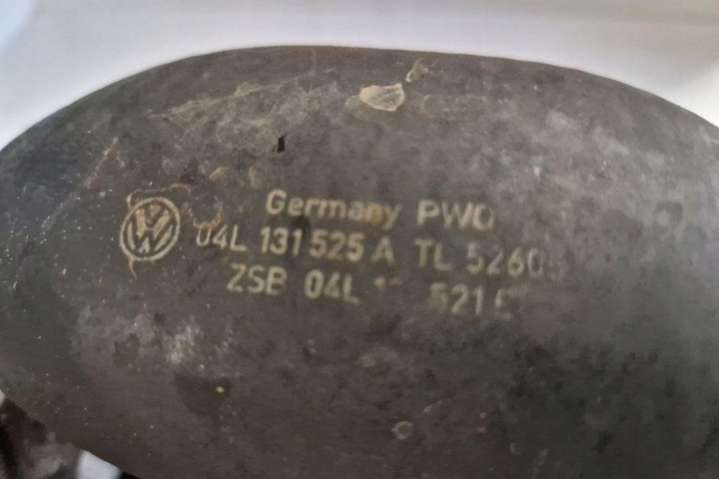 Germany PWO
04L 131 525 A TL
ZSB 04L